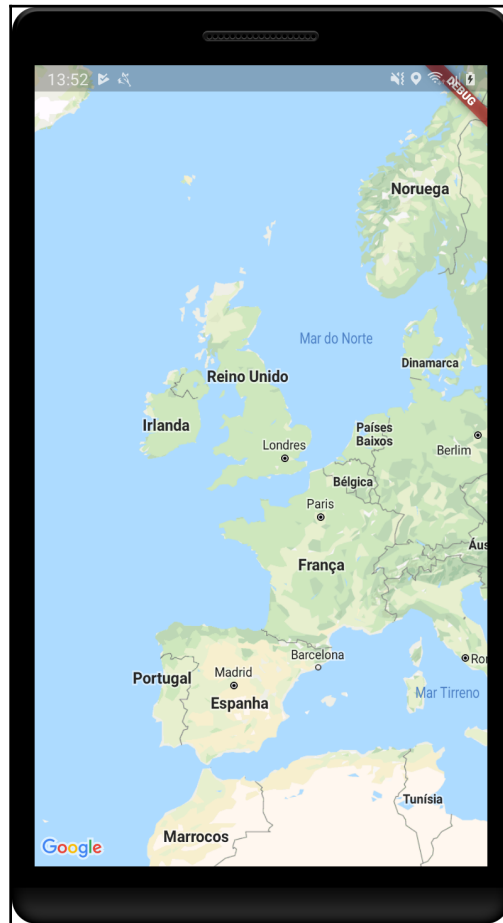 13:52
DEBUG
Noruega
Mar do Norte
Dinamarca
Reino Unido
Irlanda
Países
Baixos
Londres
Berlim
Bélgica
Paris
Áus
França
Barcelona
Rom
Madrid
Portugal
Espanha
Mar Tirreno
Tunísia
Marrocos
Google